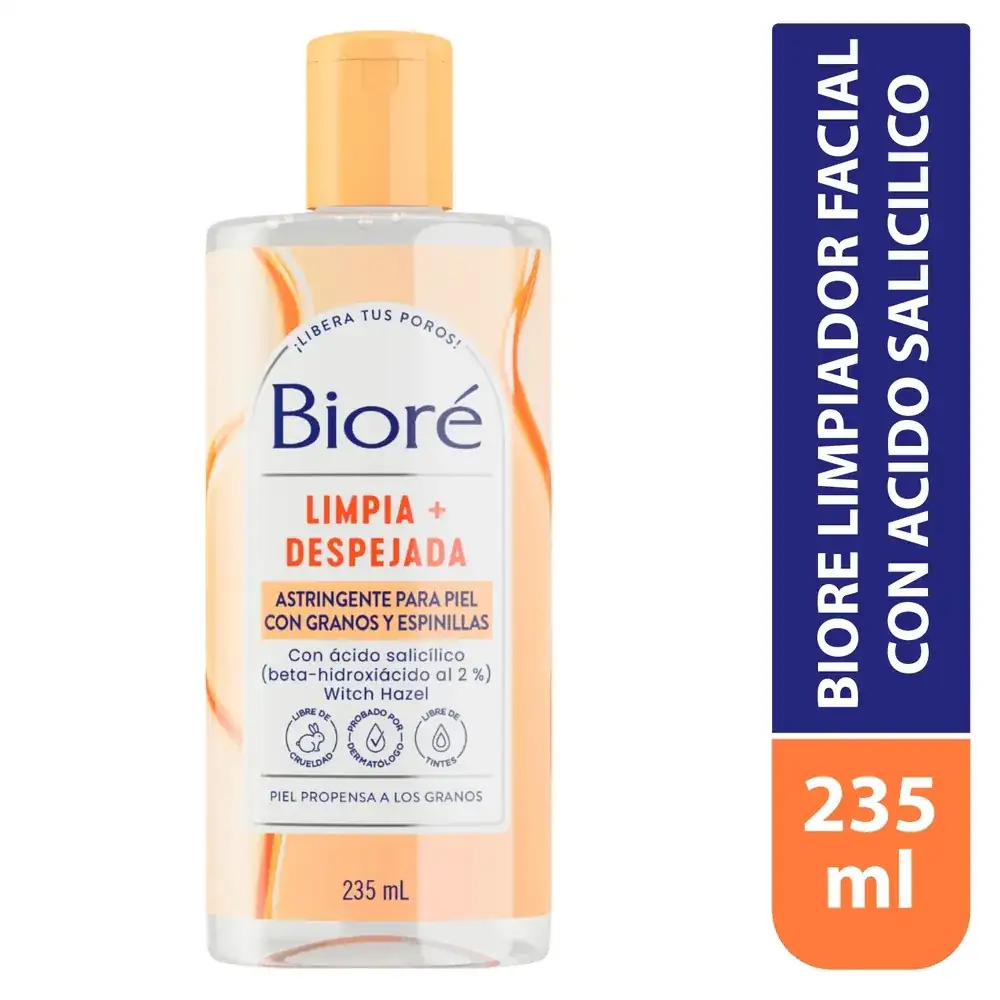 ¡LIBERA TUS POROS!
Bioré
LIMPIA +
DESPEJADA
ASTRINGENTE PARA PIEL
CON GRANOS Y ESPINILLAS
Con ácido salicílico
(beta-hidroxiácido al 2 %)
Witch Hazel
LIBRE DE
CRUELDAD
PROBADO POR
DERMATÓLOGO
LIBRE DE
TINTES
PIEL PROPENSA A LOS GRANOS
235 mL
BIORE LIMPIADOR FACIAL
CON ACIDO SALICILICO
235
ml